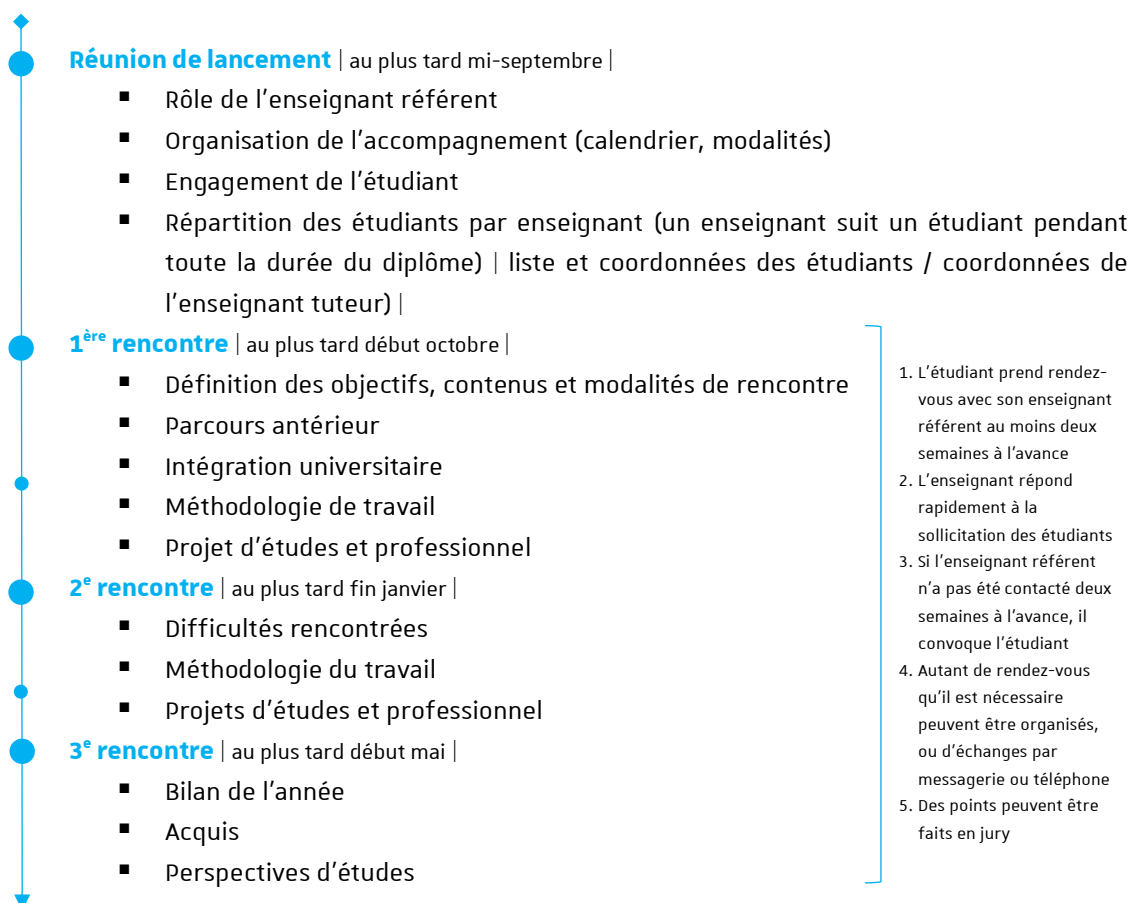 Réunion de lancement | au plus tard mi-septembre |
▪ Rôle de l'enseignant référent
▪ Organisation de l'accompagnement (calendrier, modalités)
▪ Engagement de l'étudiant
▪ Répartition des étudiants par enseignant (un enseignant suit un étudiant pendant
toute la durée du diplôme) | liste et coordonnées des étudiants / coordonnées de
l'enseignant tuteur) |
1ère rencontre | au plus tard début octobre |
▪ Définition des objectifs, contenus et modalités de rencontre
▪ Parcours antérieur
▪ Intégration universitaire
▪ Méthodologie de travail
▪ Projet d'études et professionnel
2e rencontre | au plus tard fin janvier |
▪ Difficultés rencontrées
▪ Méthodologie du travail
▪ Projets d'études et professionnel
3e rencontre | au plus tard début mai |
▪ Bilan de l'année
▪ Acquis
▪ Perspectives d'études
1. L'étudiant prend rendez-
vous avec son enseignant
référent au moins deux
semaines à l'avance
2. L'enseignant répond
rapidement à la
sollicitation des étudiants
3. Si l'enseignant référent
n'a pas été contacté deux
semaines à l'avance, il
convoque l'étudiant
4. Autant de rendez-vous
qu'il est nécessaire
peuvent être organisés,
ou d'échanges par
messagerie ou téléphone
5. Des points peuvent être
faits en jury